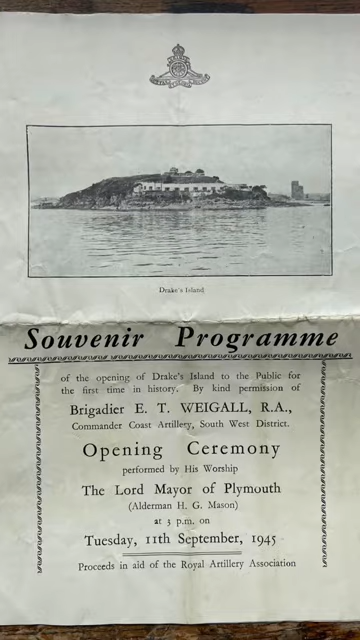 Drake's Island
Souvenir Programme
of the opening of Drake's Island to the Public for
the first time in history. By kind permission of
Brigadier E. T. WEIGALL, R.A.,
Commander Coast Artillery, South West District.
Opening Ceremony
performed by His Worship
The Lord Mayor of Plymouth
(Alderman H. G. Mason)
at 3 p.m. on
Tuesday, 11th September, 1945
Proceeds in aid of the Royal Artillery Association